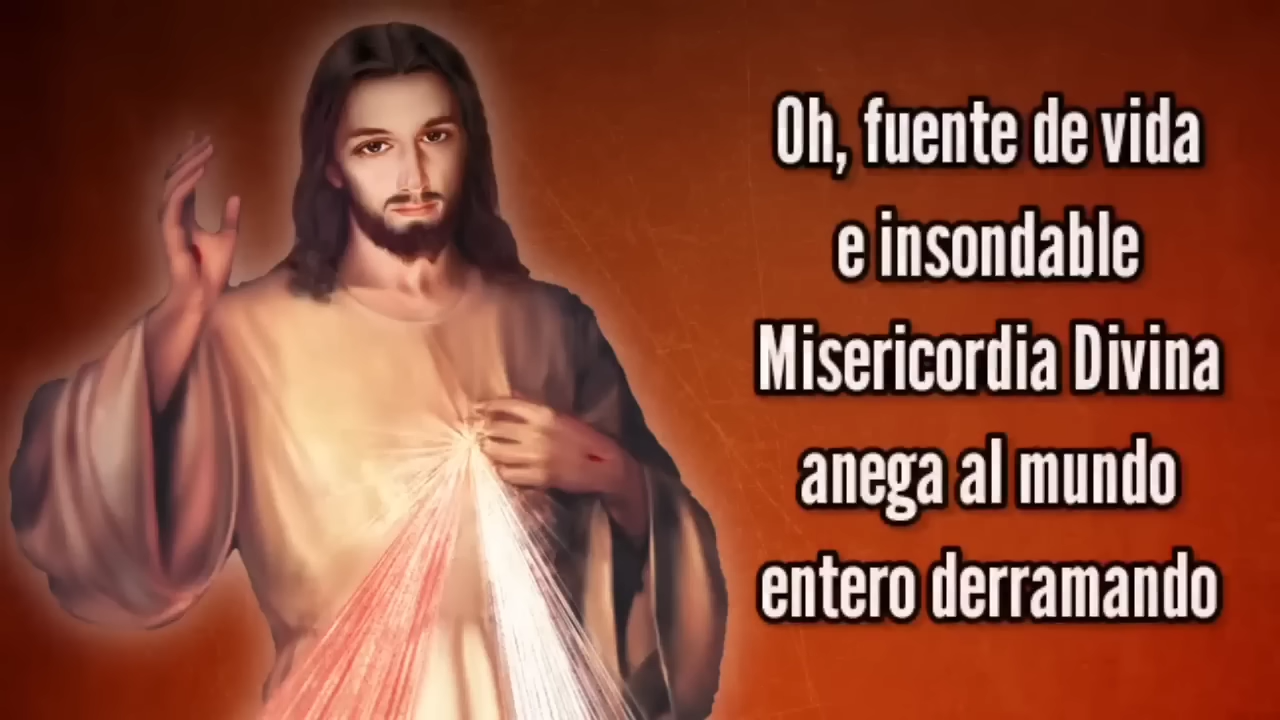 Oh, fuente de vida
e insondable
Misericordia Divina
anega al mundo
entero derramando